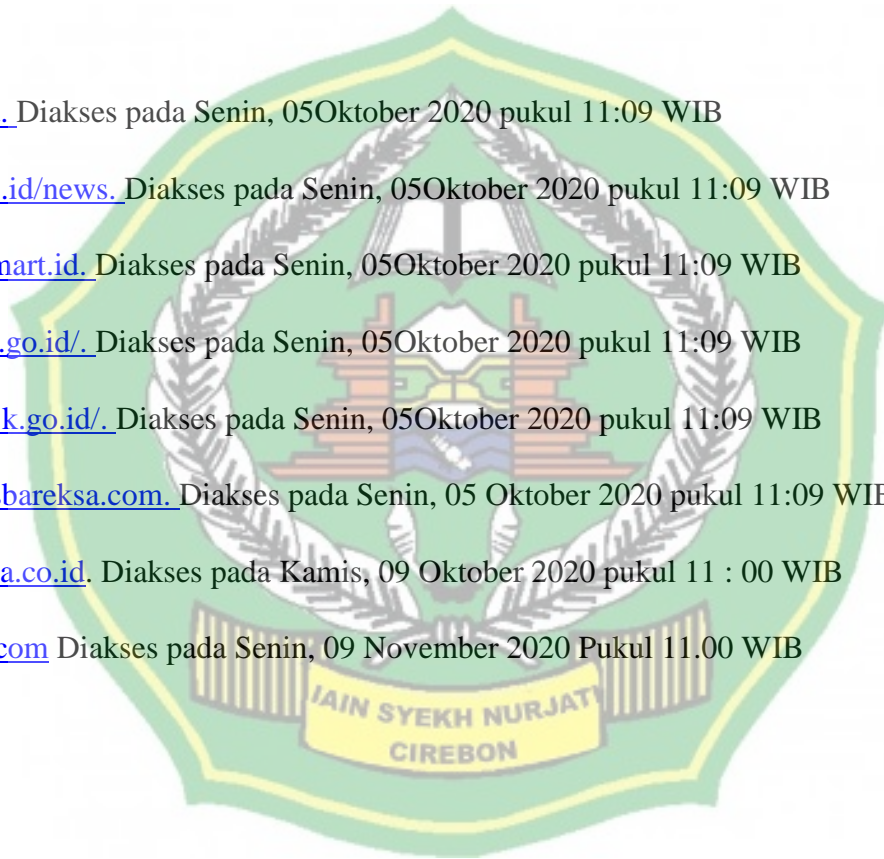 . Diakses pada Senin, 05Oktober 2020 pukul 11:09 WIB
.id/news. Diakses pada Senin, 05Oktober 2020 pukul 11:09 WIB
mart.id. Diakses pada Senin, 05Oktober 2020 pukul 11:09 WIB
.go.id/. Diakses pada Senin, 05Oktober 2020 pukul 11:09 WIB
k.go.id/. Diakses pada Senin, 05Oktober 2020 pukul 11:09 WIB
bareksa.com. Diakses pada Senin, 05 Oktober 2020 pukul 11:09 WIB
a.co.id. Diakses pada Kamis, 09 Oktober 2020 pukul 11 : 00 WIB
com Diakses pada Senin, 09 November 2020 Pukul 11.00 WIB
IAIN SYEKH NURJATI
CIREBON